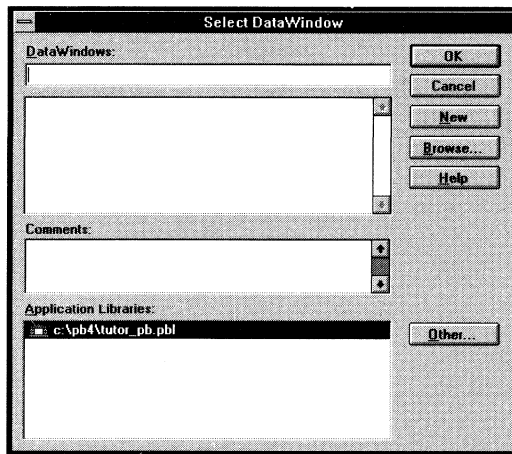 Select DataWindow
DataWindows:
OK
Cancel
New
Browse...
Help
Comments:
Application Libraries:
c:\pb4\tutor_pb.pbl
Other...